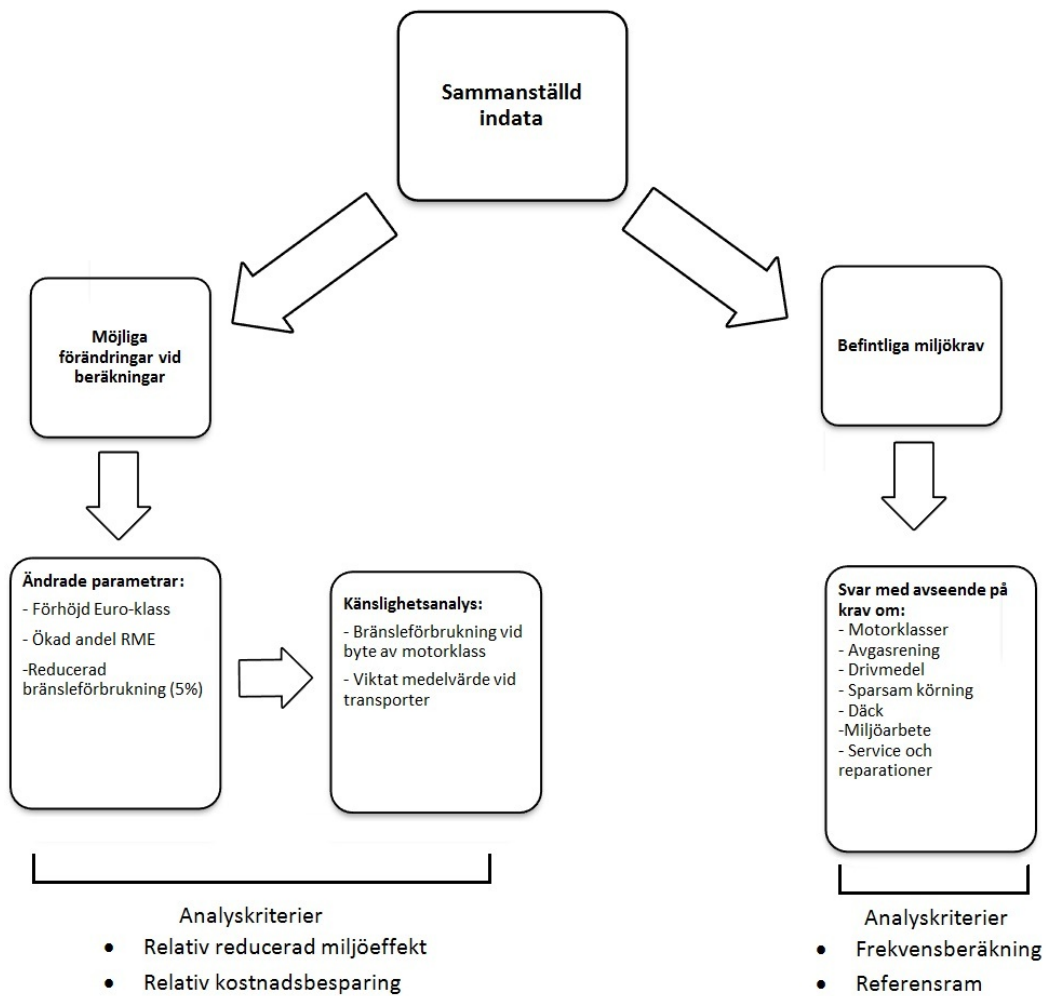 Sammanställd
indata
Möjliga
förändringar vid
beräkningar
Befintliga miljökrav
Ändrade parametrar:
- Förhöjd Euro-klass
- Ökad andel RME
-Reducerad
bränsleförbrukning (5%)
Känslighetsanalys:
- Bränsleförbrukning vid
byte av motorklass
- Viktat medelvärde vid
transporter
Svar med avseende på
krav om:
- Motorklasser
- Avgasrening
- Drivmedel
- Sparsam körning
- Däck
-Miljöarbete
- Service och
reparationer
Analyskriterier
• Relativ reducerad miljöeffekt
• Relativ kostnadsbesparing
Analyskriterier
• Frekvensberäkning
• Referensram